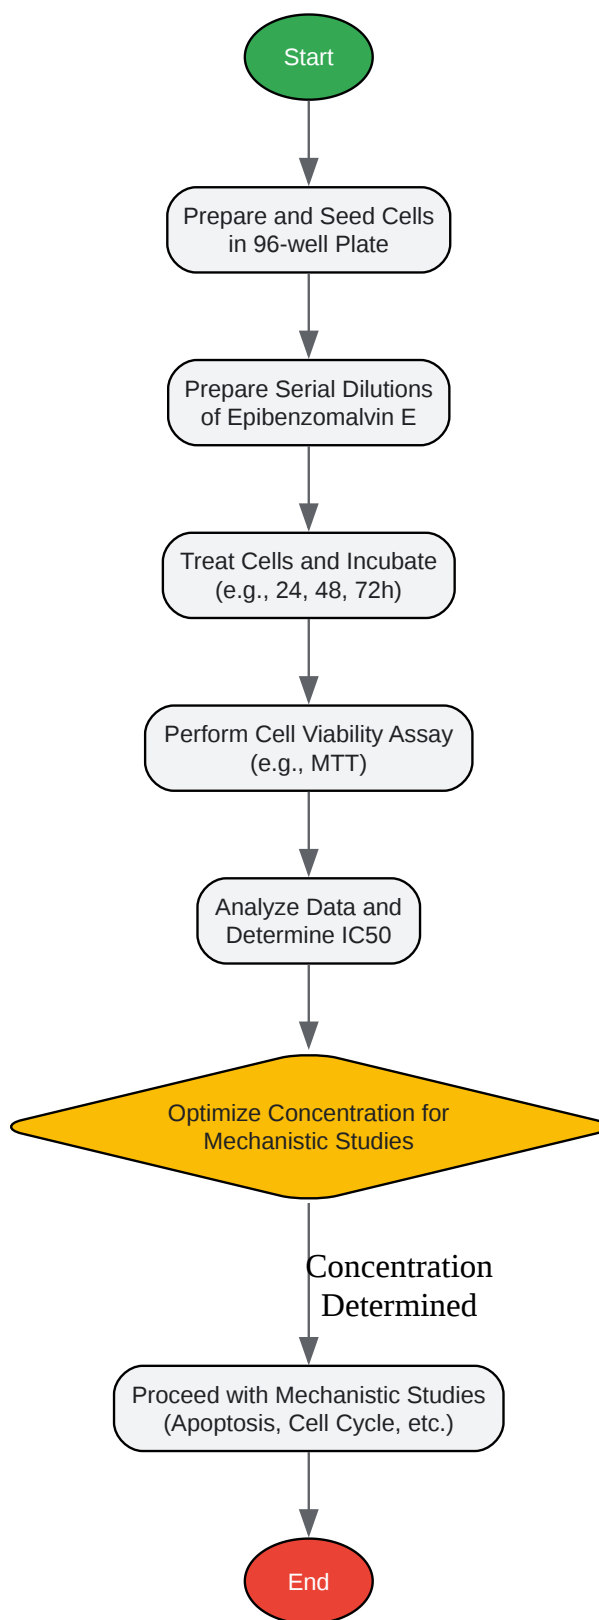 Start
Prepare and Seed Cells
in 96-well Plate
Prepare Serial Dilutions
of Epibenzomalvin E
Treat Cells and Incubate
(e.g., 24, 48, 72h)
Perform Cell Viability Assay
(e.g., MTT)
Analyze Data and
Determine IC50
Optimize Concentration for
Mechanistic Studies
Concentration
Determined
Proceed with Mechanistic Studies
(Apoptosis, Cell Cycle, etc.)
End